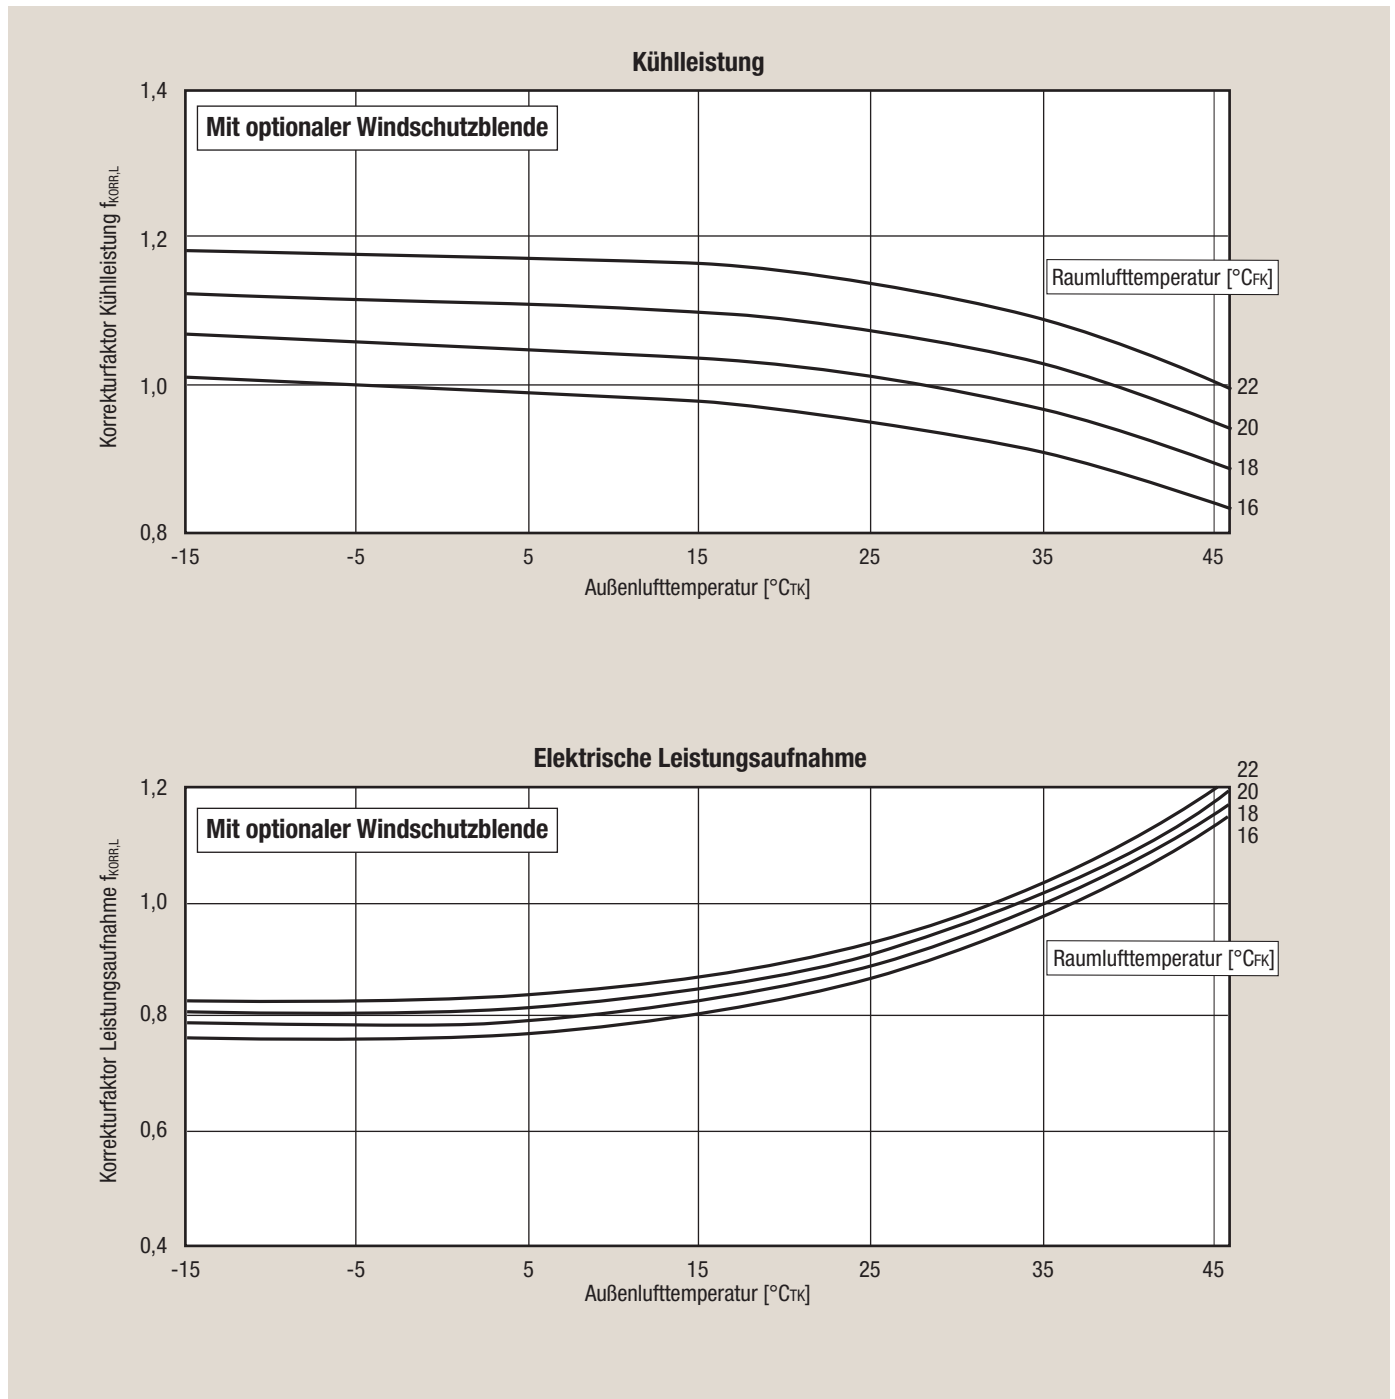 Kühlleistung
1,4
Mit optionaler Windschutzblende
1,2
Raumlufttemperatur [°CFK]
1,0
22
20
18
16
0,8
Korrekturfaktor Kühlleistung fKORR,L
-15 -5 5 15 25 35 45
Außenlufttemperatur [°CTK]
Elektrische Leistungsaufnahme
22
20
18
16
1,2
Mit optionaler Windschutzblende
1,0
Raumlufttemperatur [°CFK]
0,8
0,6
0,4
Korrekturfaktor Leistungsaufnahme fKORR,L
-15 -5 5 15 25 35 45
Außenlufttemperatur [°CTK]